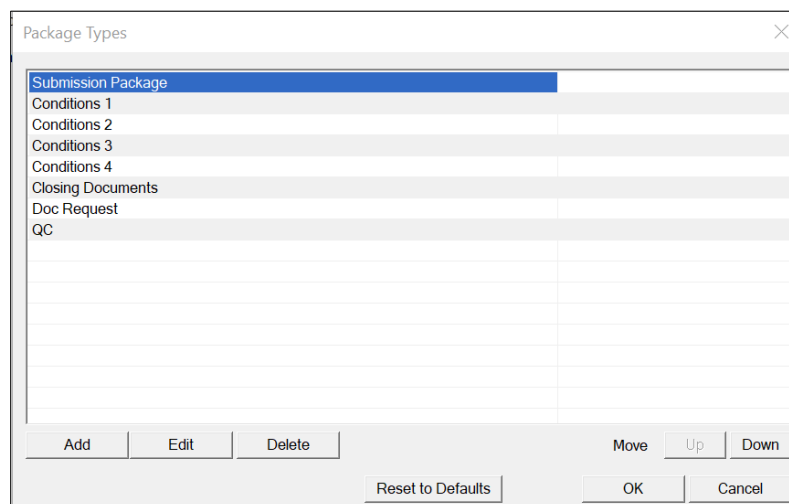 Package Types
Submission Package
Conditions 1
Conditions 2
Conditions 3
Conditions 4
Closing Documents
Doc Request
QC
Add Edit Delete Move Up Down
Reset to Defaults OK Cancel